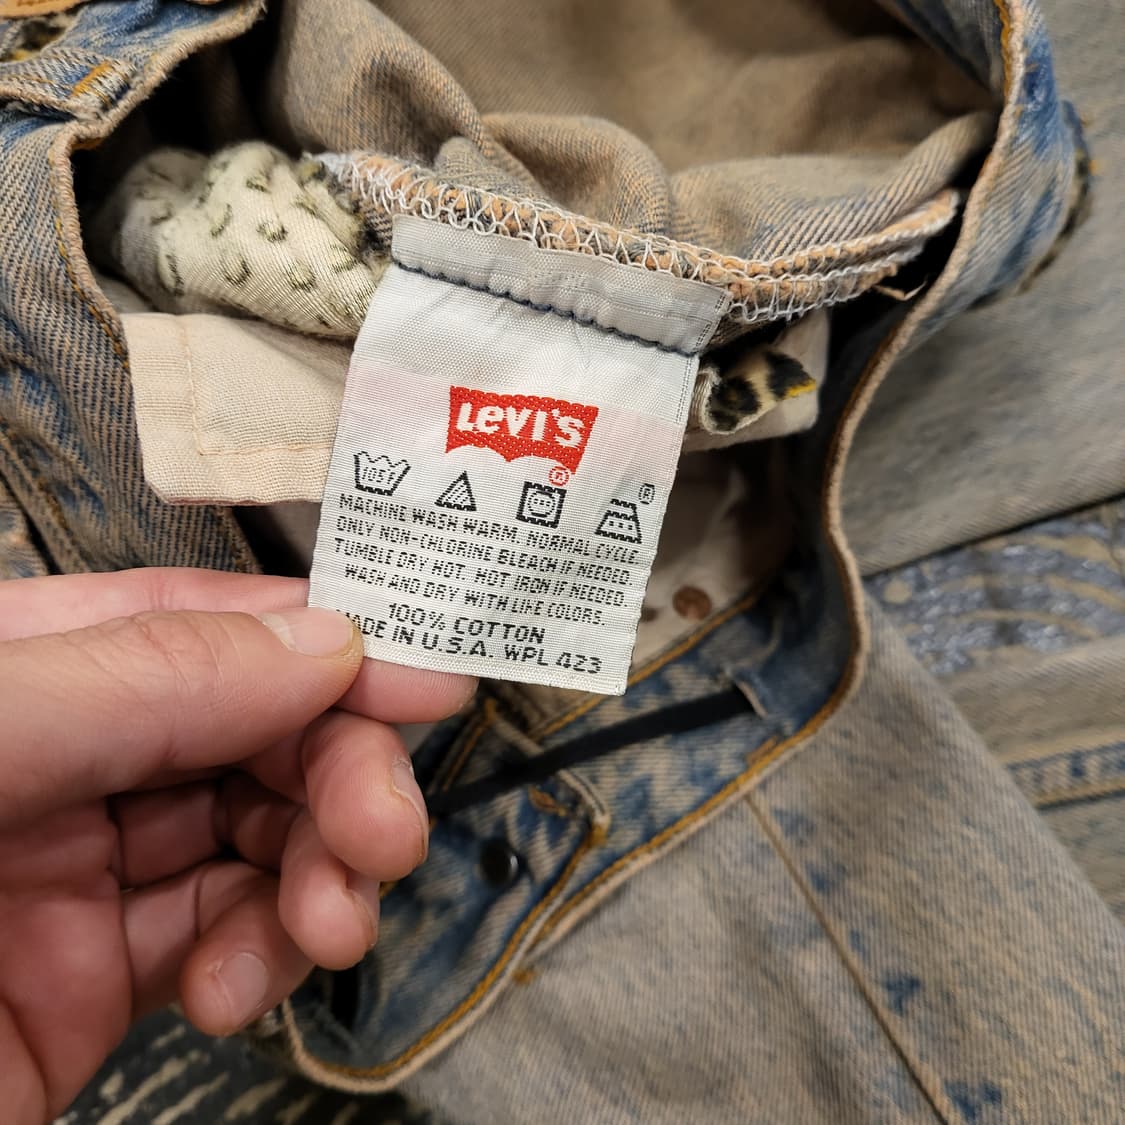 LEVI'S
®
105F
®
MACHINE WASH WARM. NORMAL CYCLE
ONLY NON-CHLORINE BLEACH IF NEEDED
TUMBLE DRY HOT. HOT IRON IF NEEDED.
WASH AND DRY WITH LIKE COLORS.
100% COTTON
MADE IN U.S.A. WPL 423